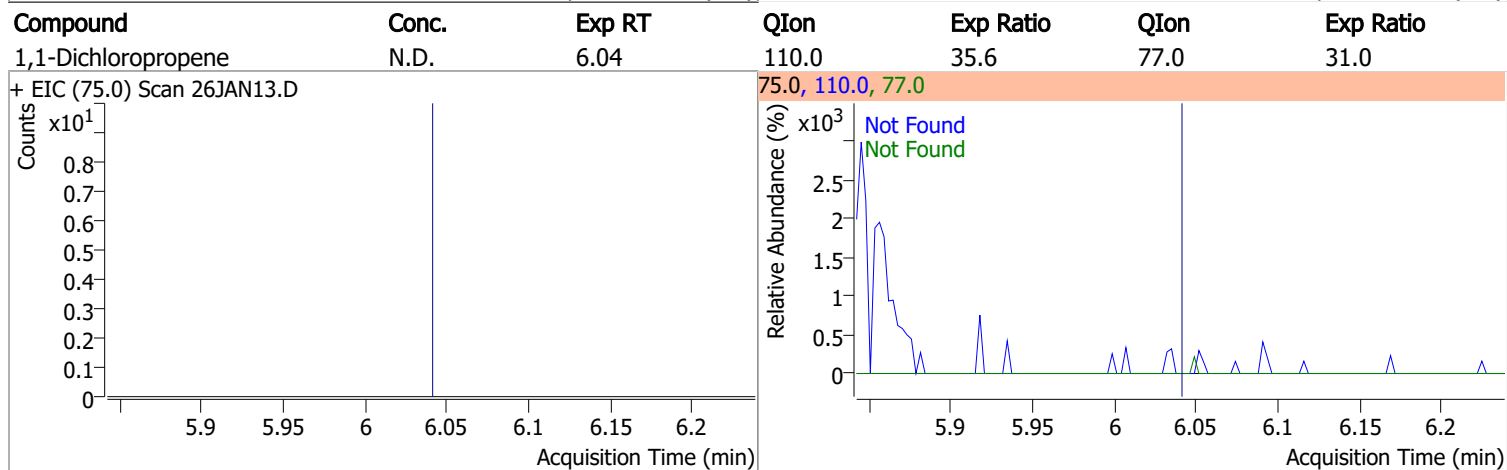 Compound Conc. Exp RT QIon Exp Ratio QIon Exp Ratio
1,1-Dichloropropene N.D. 6.04 110.0 35.6 77.0 31.0
+ EIC (75.0) Scan 26JAN13.D
Counts
x10¹
0.8
0.7
0.6
0.5
0.4
0.3
0.2
0.1
0
5.9 5.95 6 6.05 6.1 6.15 6.2
Acquisition Time (min)
75.0, 110.0, 77.0
Relative Abundance (%)
x10³
Not Found
Not Found
2.5
2
1.5
1
0.5
0
5.9 5.95 6 6.05 6.1 6.15 6.2
Acquisition Time (min)